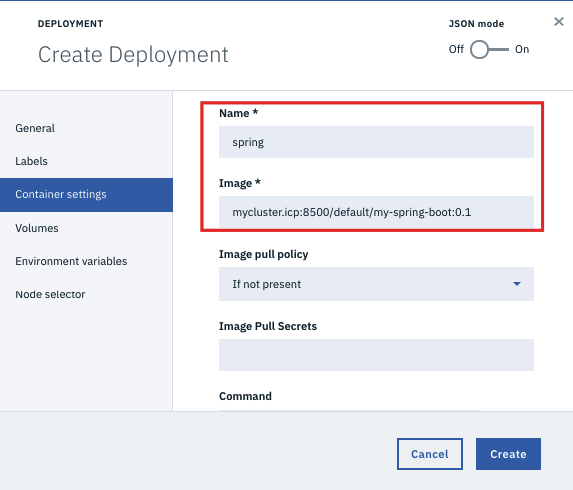 DEPLOYMENT
Create Deployment
JSON mode
Off On
General
Labels
Container settings
Volumes
Environment variables
Node selector
Name *
spring
Image *
mycluster.icp:8500/default/my-spring-boot:0.1
Image pull policy
If not present
Image Pull Secrets
Command
Cancel
Create